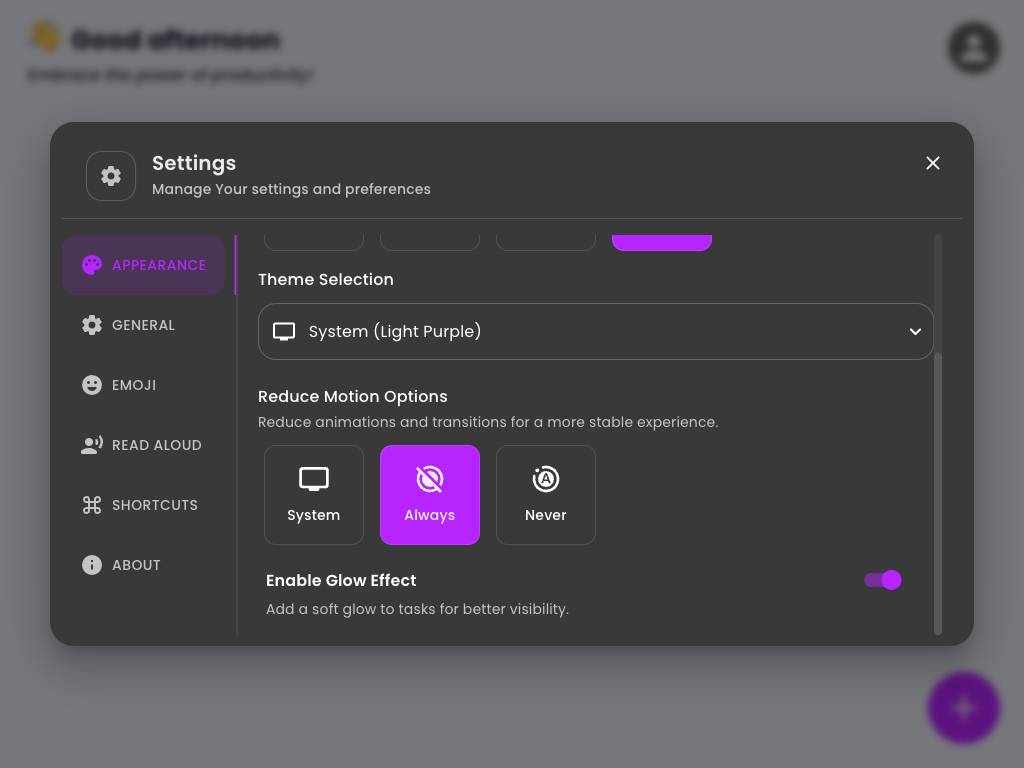 Good afternoon
Embrace the power of productivity!
Settings
Manage Your settings and preferences
APPEARANCE
GENERAL
EMOJI
READ ALOUD
SHORTCUTS
ABOUT
Theme Selection
System (Light Purple)
Reduce Motion Options
Reduce animations and transitions for a more stable experience.
System
Always
Never
Enable Glow Effect
Add a soft glow to tasks for better visibility.